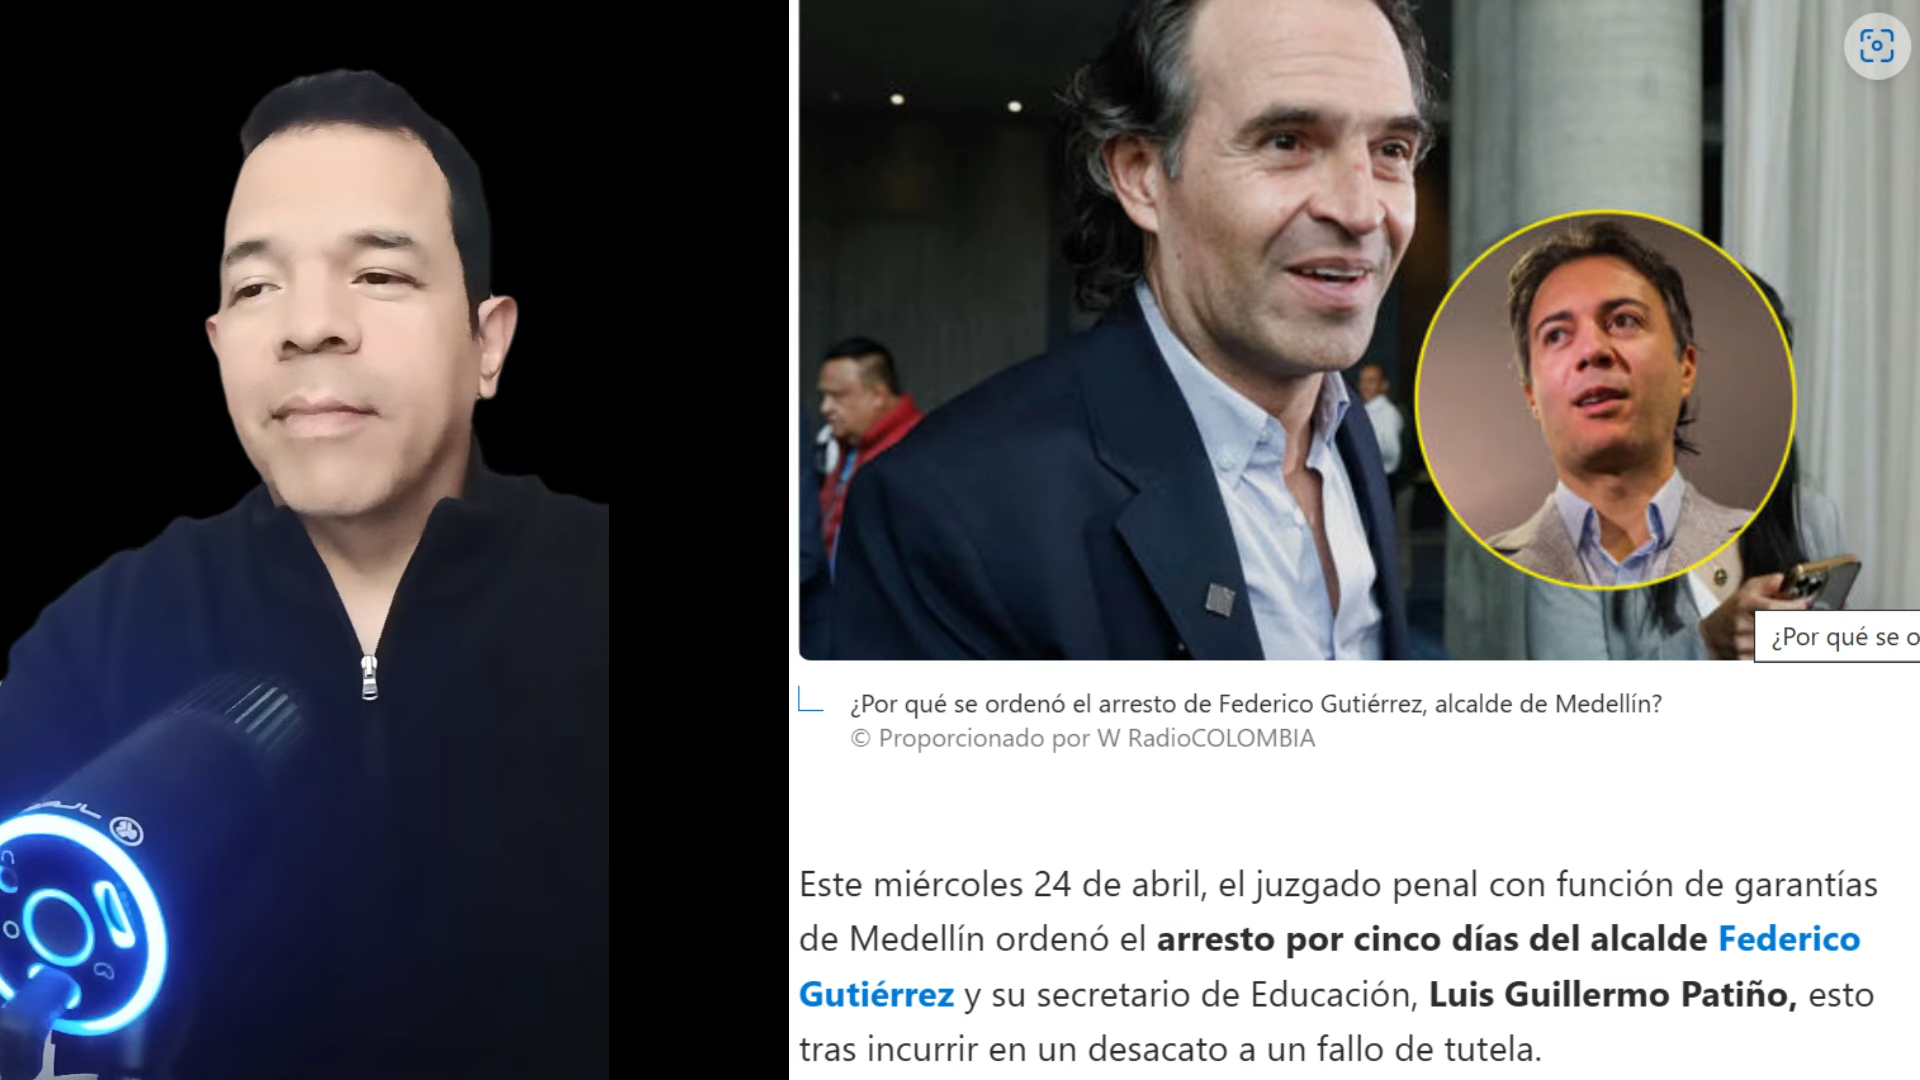 ¿Por qué se o
¿Por qué se ordenó el arresto de Federico Gutiérrez, alcalde de Medellín?
© Proporcionado por W RadioCOLOMBIA
Este miércoles 24 de abril, el juzgado penal con función de garantías
de Medellín ordenó el arresto por cinco días del alcalde Federico
Gutiérrez y su secretario de Educación, Luis Guillermo Patiño, esto
tras incurrir en un desacato a un fallo de tutela.